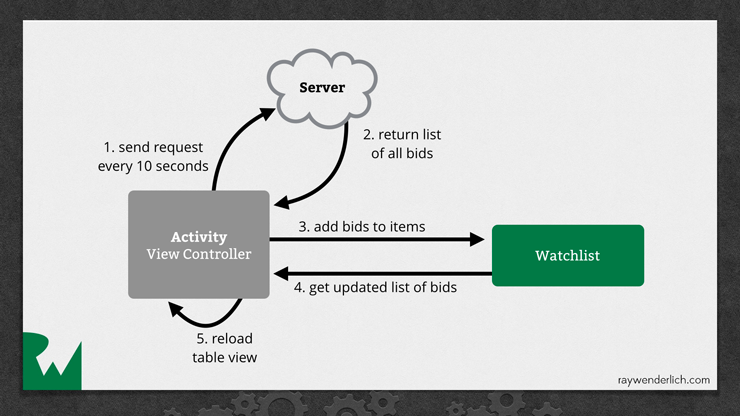 Server
1. send request
every 10 seconds
2. return list
of all bids
Activity
View Controller
3. add bids to items
Watchlist
4. get updated list of bids
5. reload
table view
RW
raywenderlich.com